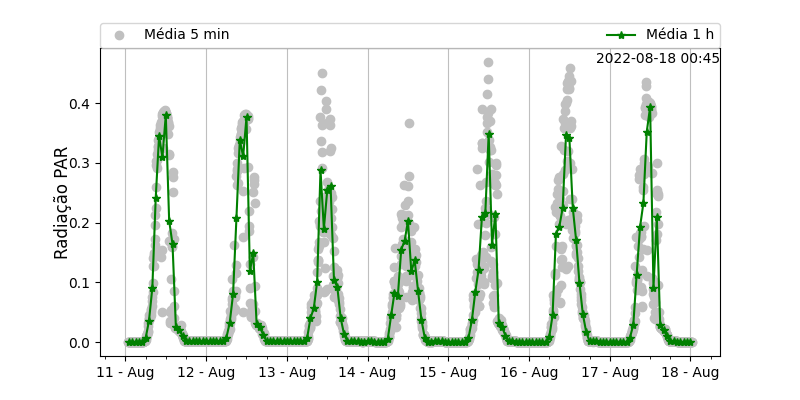 Média 5 min
Média 1 h
2022-08-18 00:45
Radiação PAR
0.4
0.3
0.2
0.1
0.0
11 - Aug
12 - Aug
13 - Aug
14 - Aug
15 - Aug
16 - Aug
17 - Aug
18 - Aug